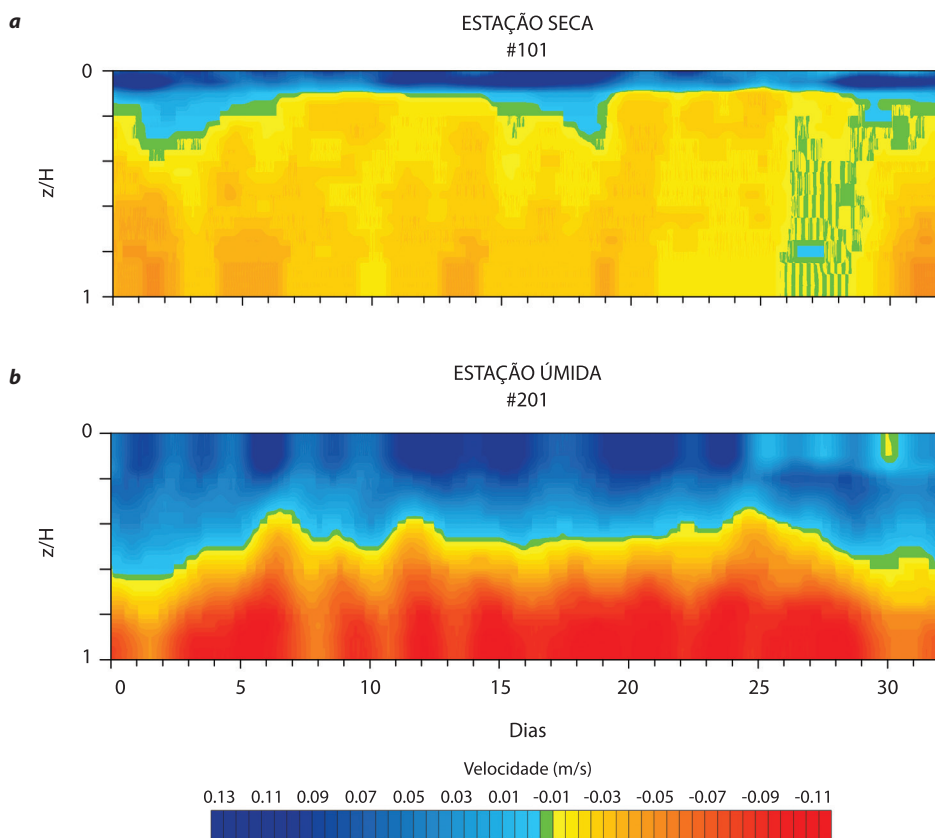 a
ESTAÇÃO SECA
#101
0
z/H
1
b
ESTAÇÃO ÚMIDA
#201
0
z/H
1
0 5 10 15 20 25 30
Dias
Velocidade (m/s)
0.13 0.11 0.09 0.07 0.05 0.03 0.01 -0.01 -0.03 -0.05 -0.07 -0.09 -0.11